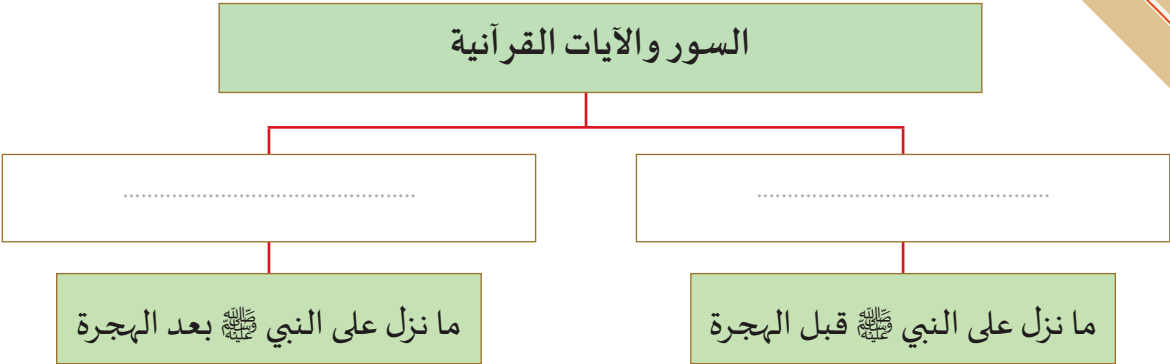 السور والآيات القرآنية
................................................
................................................
ما نزل على النبي ﷺ قبل الهجرة
ما نزل على النبي ﷺ بعد الهجرة